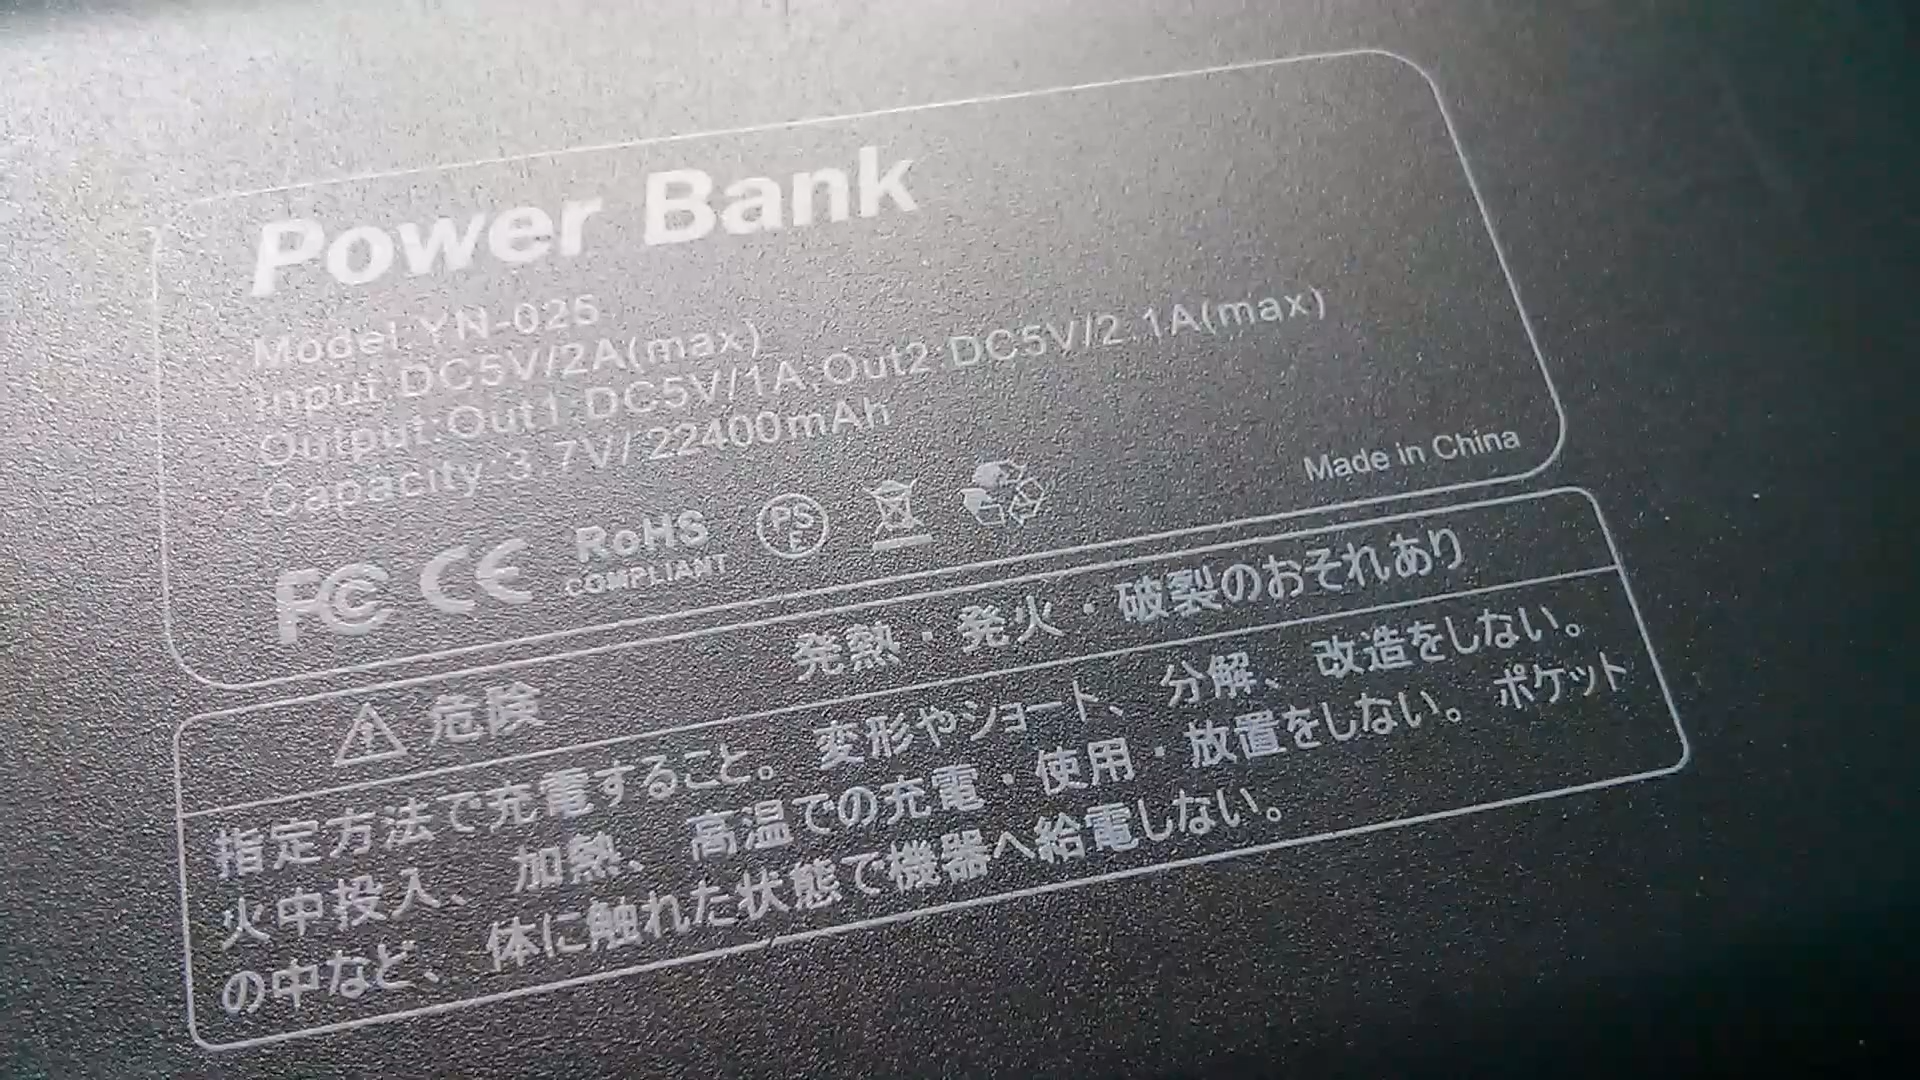 Power Bank
Model:YN-025
Input:DC5V/2A(max)
Output:Out1:DC5V/1A,Out2:DC5V/2.1A(max)
Capacity:3.7V/22400mAh
Made in China
FC CE RoHS COMPLIANT PSE
危険 発熱・発火・破裂のおそれあり
指定方法で充電すること。変形やショート、分解、改造をしない。
火中投入、加熱、高温での充電・使用・放置をしない。ポケット
の中など、体に触れた状態で機器へ給電しない。